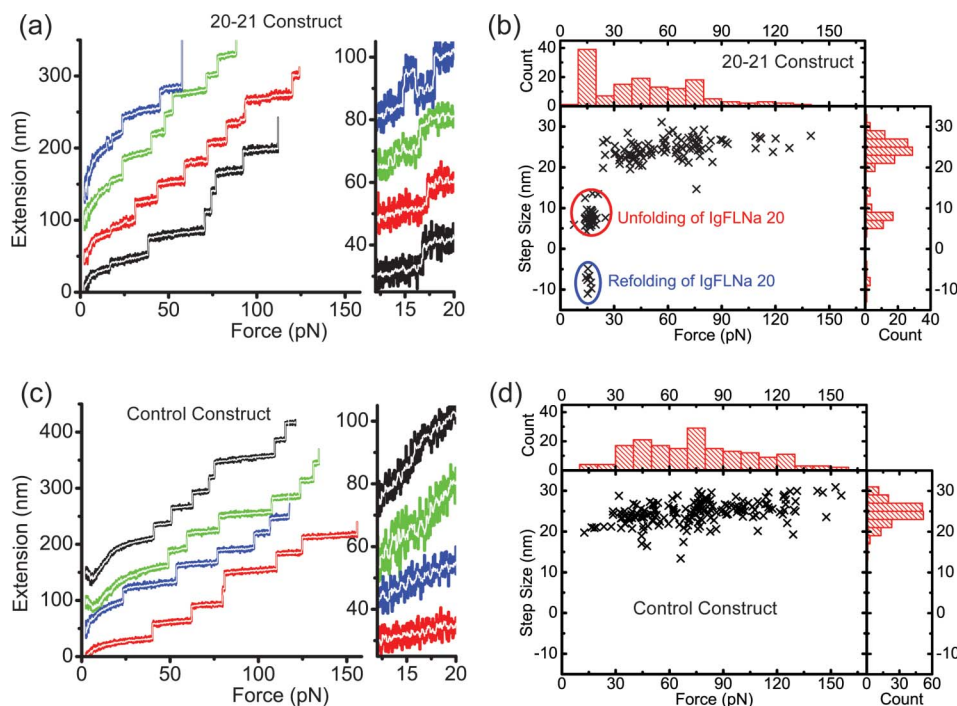 (a)
20-21 Construct
Extension (nm)
300
200
100
0
0 50 100 150
Force (pN)
100
80
60
40
15 20
(b)
0 30 60 90 120 150
Count
40
20
0
20-21 Construct
Step Size (nm)
30
20
10
0
-10
Unfolding of IgFLNa 20
Refolding of IgFLNa 20
30
20
10
0
-10
0 30 60 90 120 150
Force (pN)
0 20 40
Count
(c)
Control Construct
Extension (nm)
400
300
200
100
0
0 50 100 150
Force (pN)
100
80
60
40
15 20
(d)
0 30 60 90 120 150
Count
40
20
0
Step Size (nm)
30
20
10
0
-10
Control Construct
30
20
10
0
-10
0 30 60 90 120 150
Force (pN)
0 20 40 60
Count